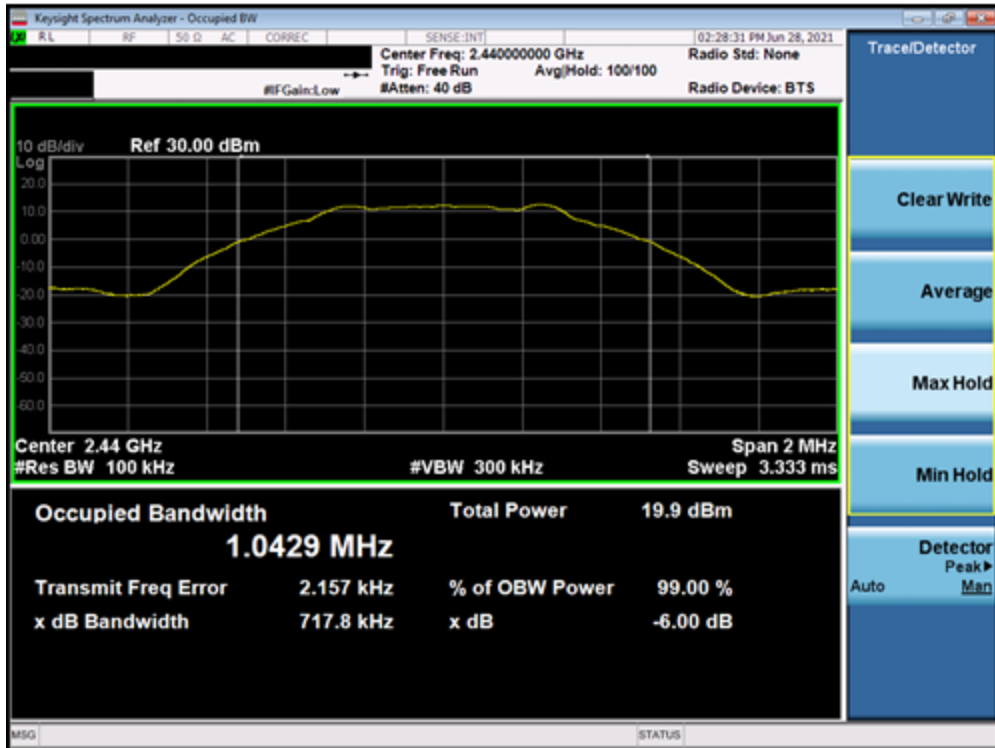 Keysight Spectrum Analyzer - Occupied BW
RL RF 50 Ω AC CORREC SENSE:INT 02:28:31 PM Jun 28, 2021
Center Freq: 2.440000000 GHz Radio Std: None
Trig: Free Run Avg|Hold: 100/100
#IFGain:Low #Atten: 40 dB Radio Device: BTS
Trace/Detector
10 dB/div Ref 30.00 dBm
Log
20.0
10.0
0.00
-10.0
-20.0
-30.0
-40.0
-50.0
-60.0
Center 2.44 GHz Span 2 MHz
#Res BW 100 kHz #VBW 300 kHz Sweep 3.333 ms
Occupied Bandwidth Total Power 19.9 dBm
1.0429 MHz
Transmit Freq Error 2.157 kHz % of OBW Power 99.00 %
x dB Bandwidth 717.8 kHz x dB -6.00 dB
Clear Write
Average
Max Hold
Min Hold
Detector
Peak▶
Auto Man
MSG STATUS